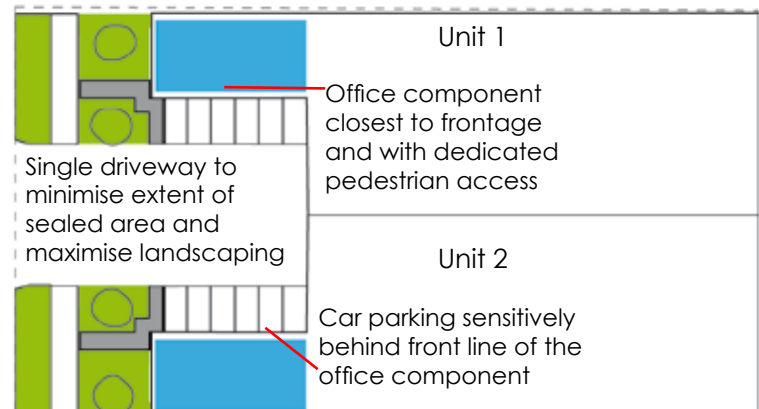 Unit 1
Office component
closest to frontage
and with dedicated
pedestrian access
Single driveway to
minimise extent of
sealed area and
maximise landscaping
Unit 2
Car parking sensitively
behind front line of the
office component